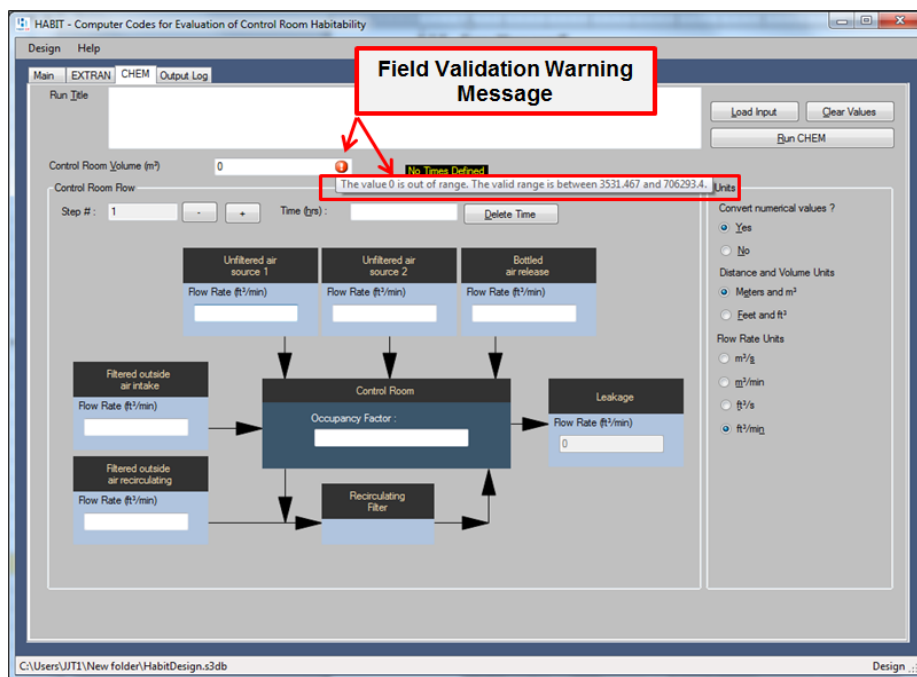 HABIT - Computer Codes for Evaluation of Control Room Habitability
Design Help
Field Validation Warning
Message
Main EXTRAN CHEM Output Log
Run Title
Load Input Clear Values
Run CHEM
Control Room Volume (m³) 0
No Times Defined
The value 0 is out of range. The valid range is between 3531.467 and 706293.4.
Control Room Flow
Step # : 1 - + Time (hrs) : Delete Time
Units
Convert numerical values ?
Yes
No
Distance and Volume Units
Meters and m³
Feet and ft³
Flow Rate Units
m³/s
m³/min
ft³/s
ft³/min
Unfiltered air
source 1
Flow Rate (ft³/min)
Unfiltered air
source 2
Flow Rate (ft³/min)
Bottled
air release
Flow Rate (ft³/min)
Filtered outside
air intake
Flow Rate (ft³/min)
Control Room
Occupancy Factor :
Leakage
Flow Rate (ft³/min)
0
Filtered outside
air recirculating
Flow Rate (ft³/min)
Recirculating
Filter
C:\Users\JJT1\New folder\HabitDesign.s3db Design